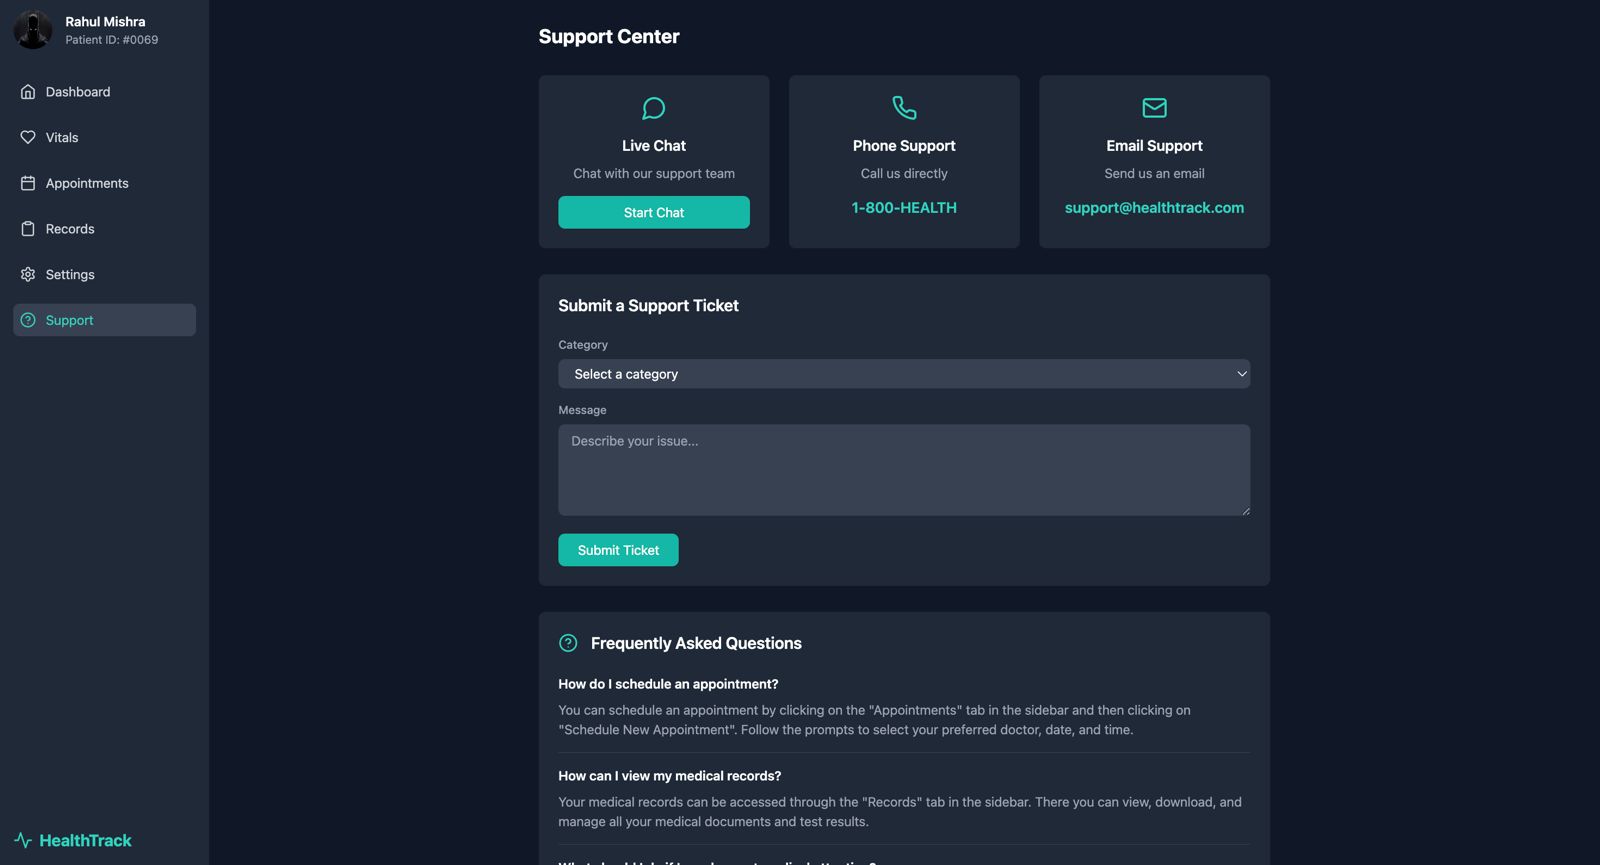 Rahul Mishra
Patient ID: #0069
Dashboard
Vitals
Appointments
Records
Settings
Support
HealthTrack
Support Center
Live Chat
Chat with our support team
Start Chat
Phone Support
Call us directly
1-800-HEALTH
Email Support
Send us an email
support@healthtrack.com
Submit a Support Ticket
Category
Select a category
Message
Describe your issue...
Submit Ticket
Frequently Asked Questions
How do I schedule an appointment?
You can schedule an appointment by clicking on the "Appointments" tab in the sidebar and then clicking on
"Schedule New Appointment". Follow the prompts to select your preferred doctor, date, and time.
How can I view my medical records?
Your medical records can be accessed through the "Records" tab in the sidebar. There you can view, download, and
manage all your medical documents and test results.